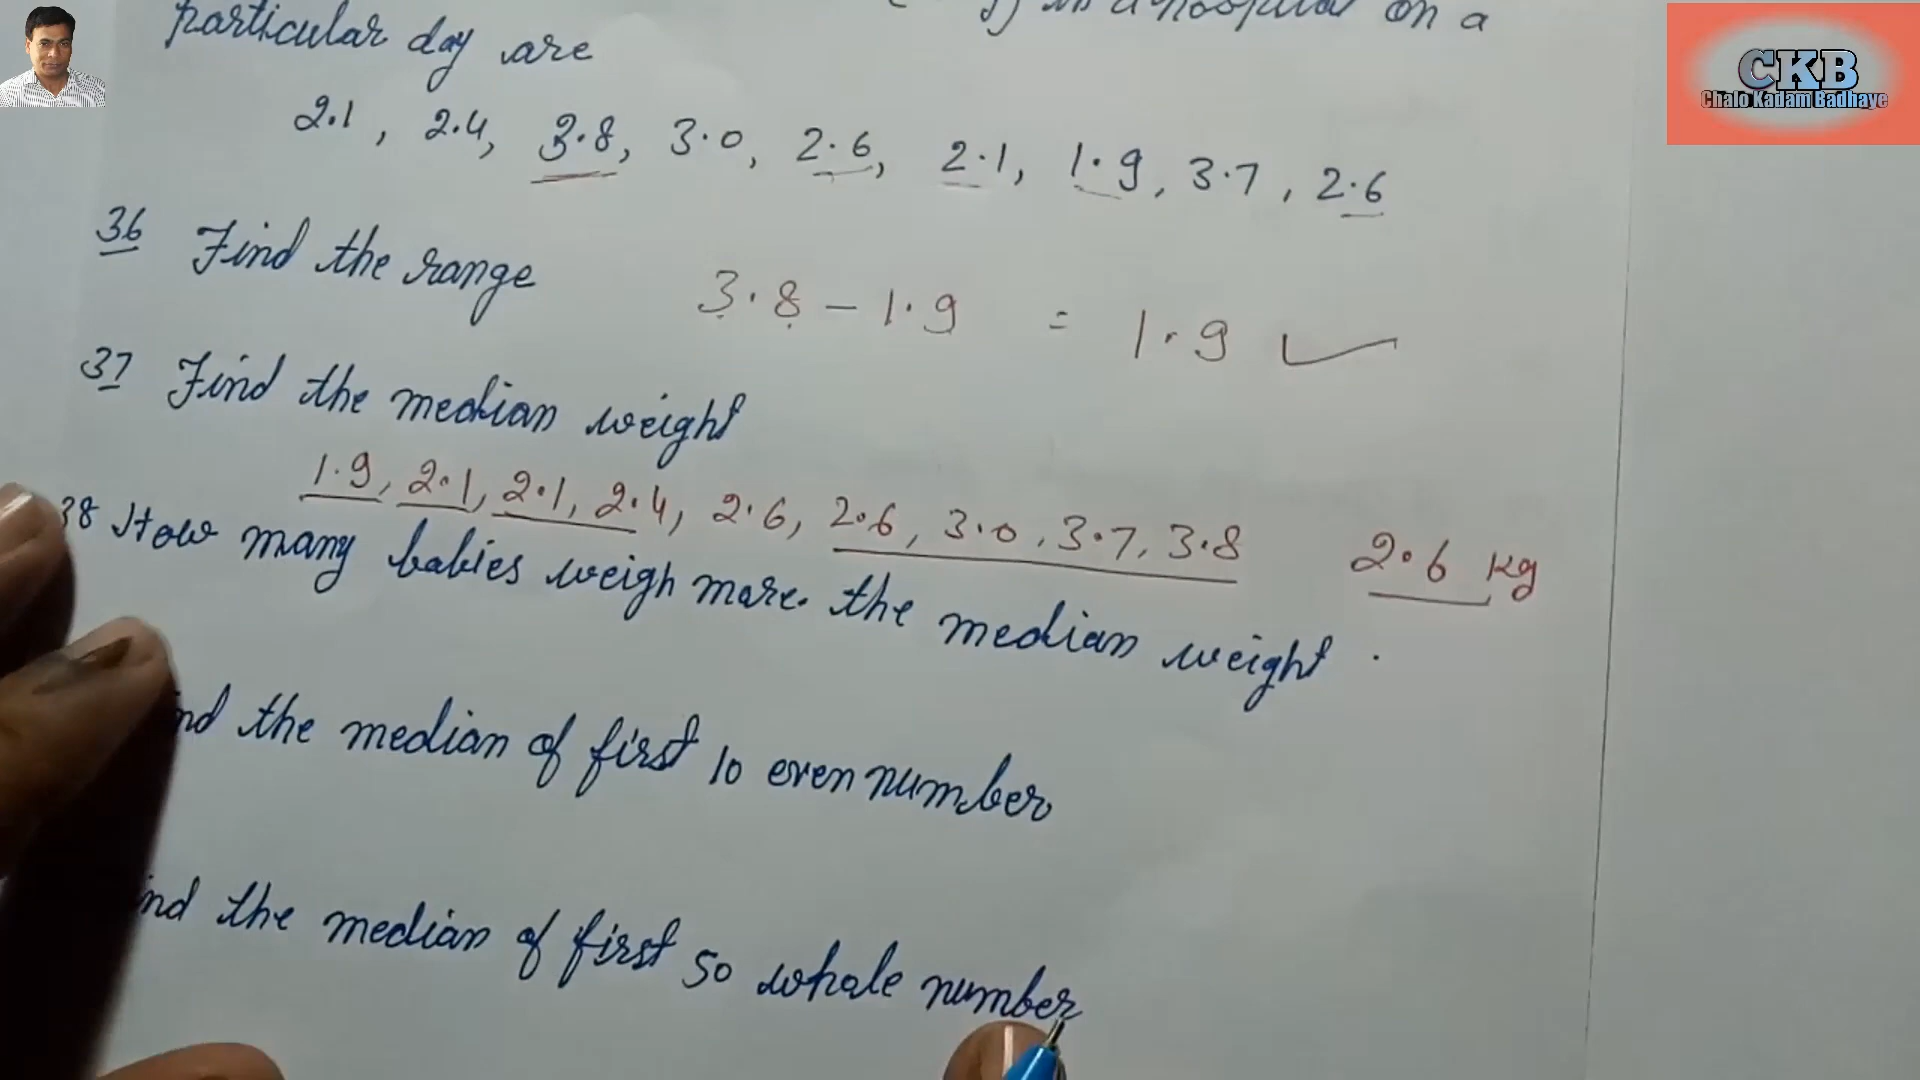 on a
particular day are
CKB
Chalo Kadam Badhaye
2.1, 2.4, 3.8, 3.0, 2.6, 2.1, 1.9, 3.7, 2.6
36 Find the range 3.8 - 1.9 = 1.9 ✓
37 Find the median weight
1.9, 2.1, 2.1, 2.4, 2.6, 2.6, 3.0, 3.7, 3.8 2.6 kg
38 How many babies weigh more. the median weight.
nd the median of first 10 even number
nd the median of first 50 whole number